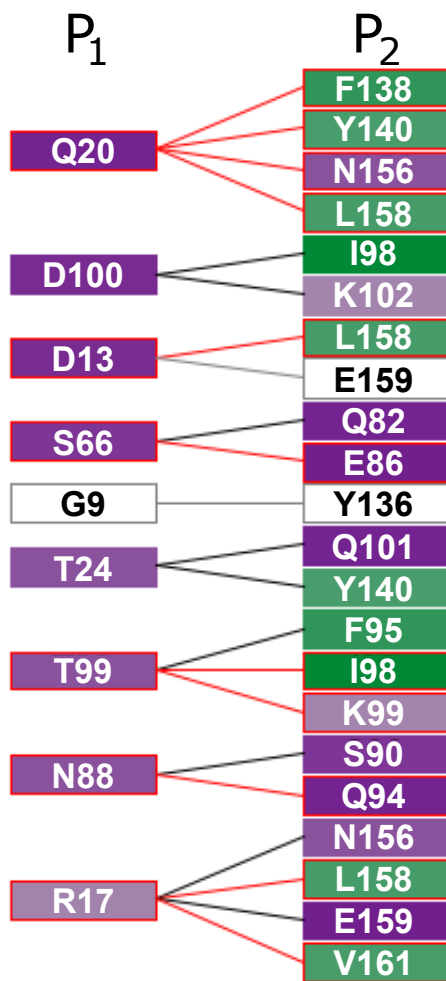 P1 P2
F138
Y140
Q20 N156
L158
I98
D100 K102
L158
D13 E159
Q82
S66 E86
G9 Y136
Q101
T24 Y140
F95
T99 I98
K99
S90
N88 Q94
N156
L158
R17 E159
V161